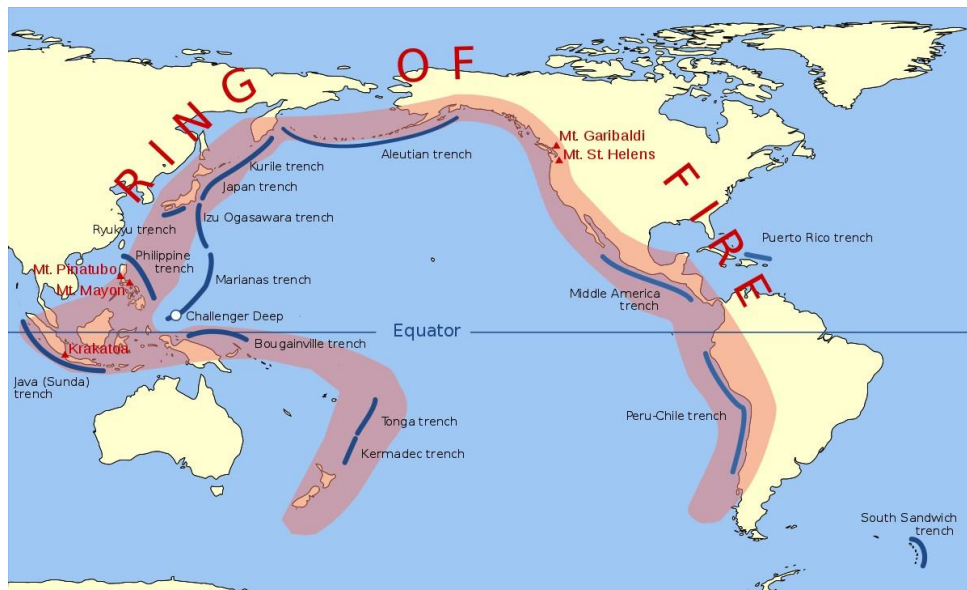 RING OF FIRE
Mt. Garibaldi
Mt. St. Helens
Aleutian trench
Kurile trench
Japan trench
Izu Ogasawara trench
Ryukyu trench
Philippine
trench
Puerto Rico trench
Mt. Pinatubo
Mt. Mayon
Marianas trench
Middle America
trench
Challenger Deep
Equator
Bougainville trench
Krakatoa
Java (Sunda)
trench
Peru-Chile trench
Tonga trench
Kermadec trench
South Sandwich
trench